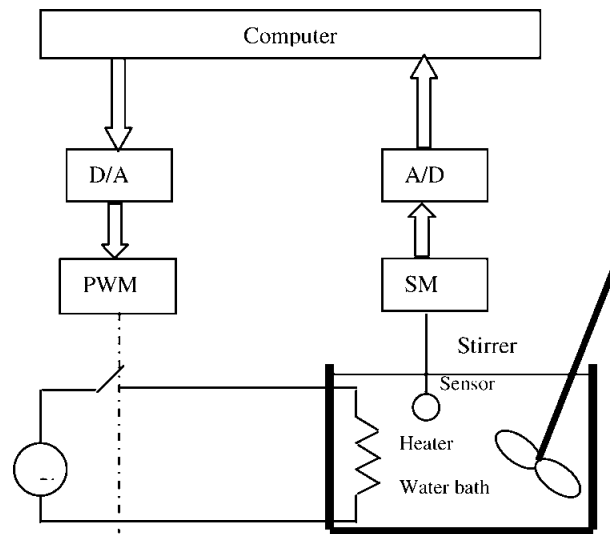 Computer
D/A
A/D
PWM
SM
Stirrer
Sensor
Heater
Water bath